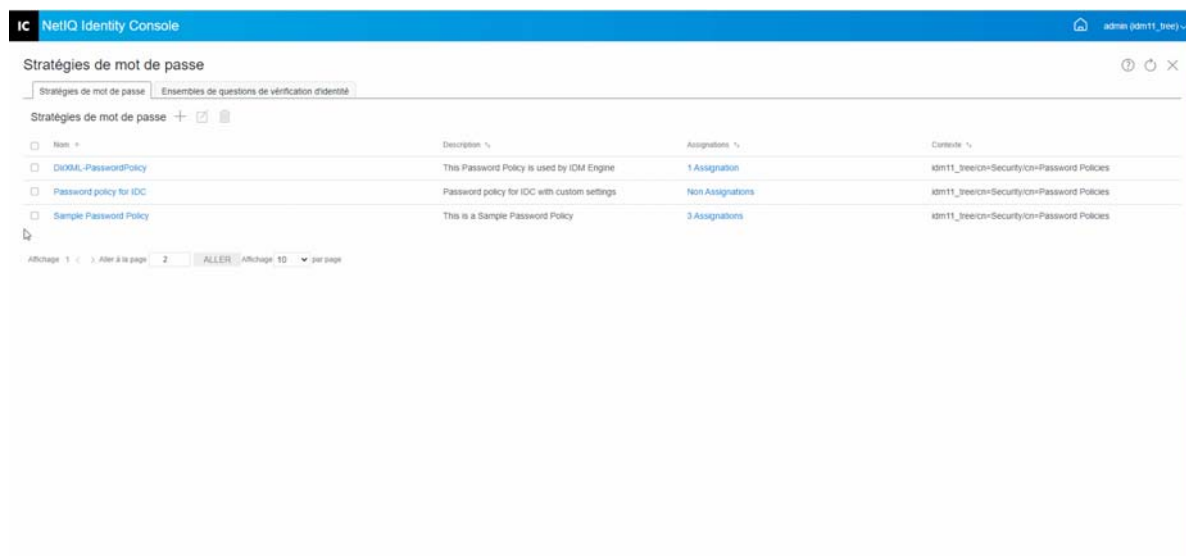 IC NetIQ Identity Console admin (idm11_tree)
Stratégies de mot de passe
Stratégies de mot de passe Ensembles de questions de vérification d'identité
Stratégies de mot de passe
Nom Description Assignations Contexte
DirXML-PasswordPolicy This Password Policy is used by IDM Engine 1 Assignation idm11_tree/cn=Security/cn=Password Policies
Password policy for IDC Password policy for IDC with custom settings Non Assignations idm11_tree/cn=Security/cn=Password Policies
Sample Password Policy This is a Sample Password Policy 3 Assignations idm11_tree/cn=Security/cn=Password Policies
Affichage 1 < > Aller à la page 2 ALLER Affichage 10 par page